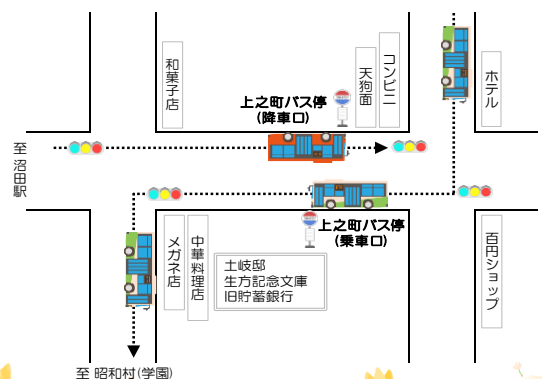 和菓子店
上之町バス停
(降車口)
天狗面
コンビニ
ホテル
至 沼田駅
上之町バス停
(乗車口)
メガネ店
中華料理店
土岐邸
生方記念文庫
旧貯蓄銀行
百円ショップ
至 昭和村(学園)